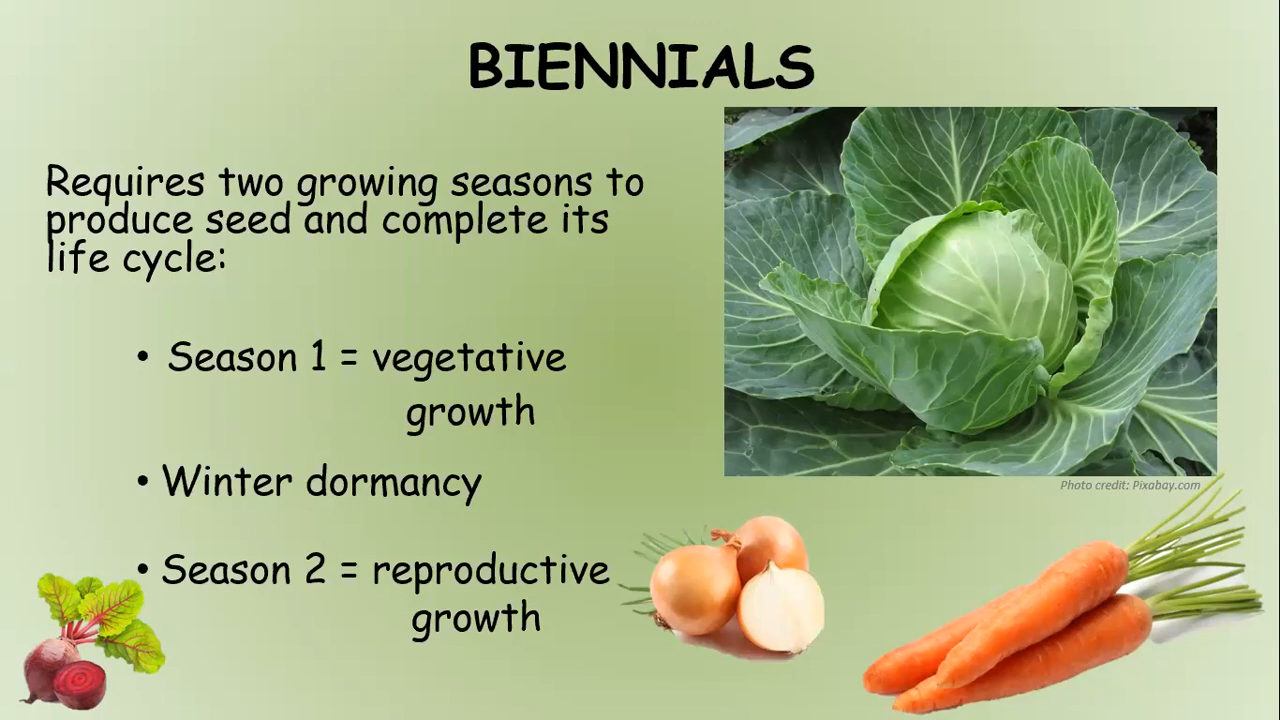 BIENNIALS
Requires two growing seasons to
produce seed and complete its
life cycle:
• Season 1 = vegetative
growth
• Winter dormancy
• Season 2 = reproductive
growth
Photo credit: Pixabay.com